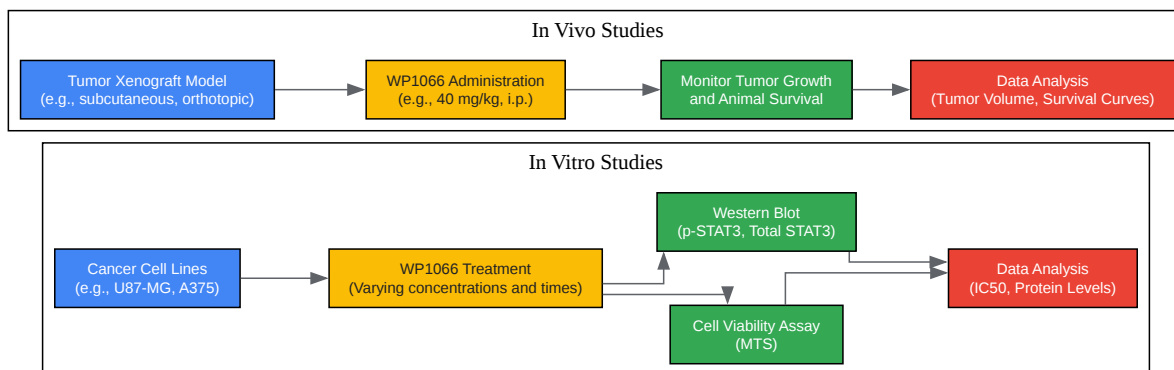 In Vivo Studies
Tumor Xenograft Model
(e.g., subcutaneous, orthotopic)
WP1066 Administration
(e.g., 40 mg/kg, i.p.)
Monitor Tumor Growth
and Animal Survival
Data Analysis
(Tumor Volume, Survival Curves)
In Vitro Studies
Cancer Cell Lines
(e.g., U87-MG, A375)
WP1066 Treatment
(Varying concentrations and times)
Western Blot
(p-STAT3, Total STAT3)
Cell Viability Assay
(MTS)
Data Analysis
(IC50, Protein Levels)